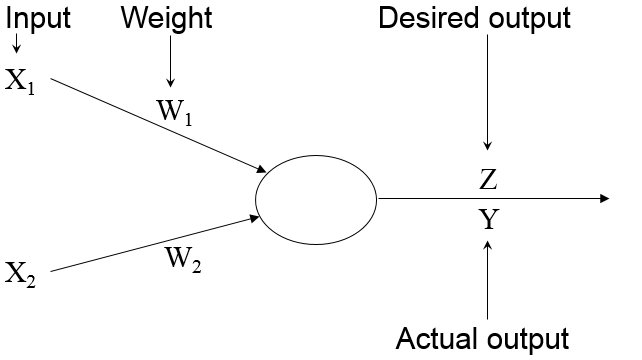 Input Weight Desired output
X1
W1
Z
Y
W2
X2
Actual output